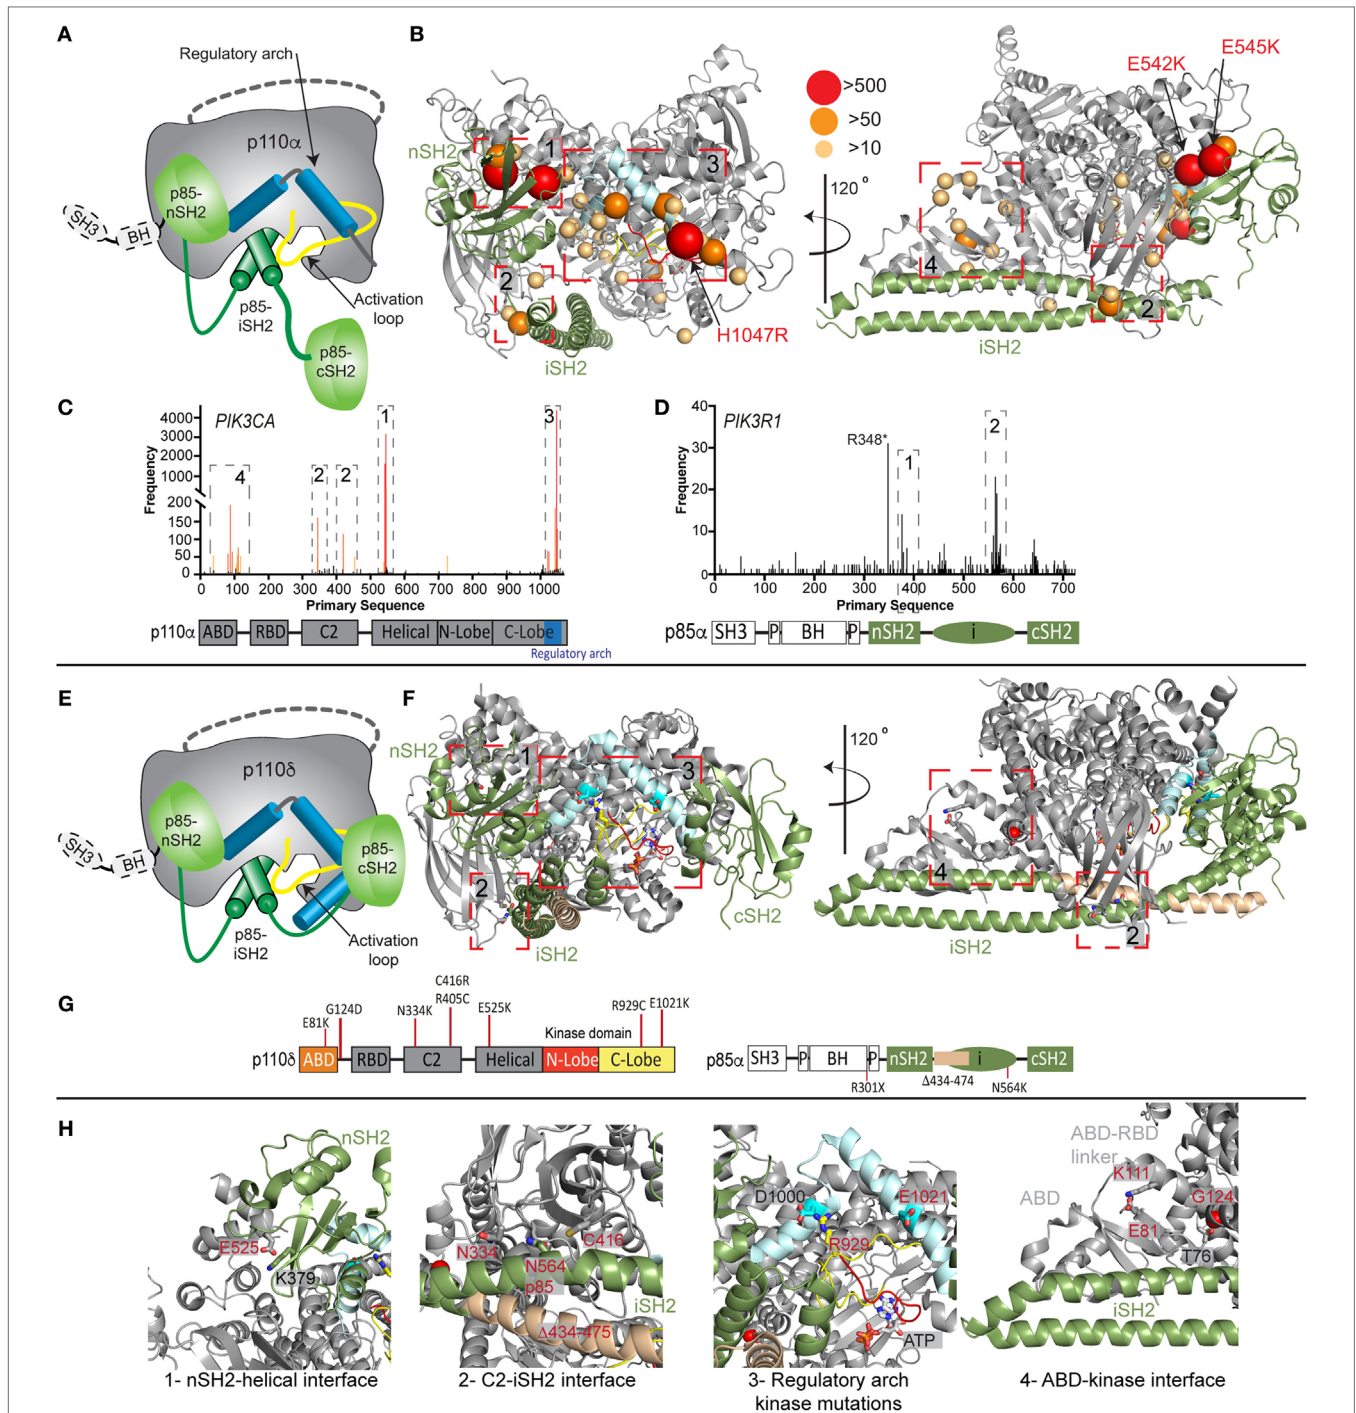 A
Regulatory arch
p110α
p85-
nSH2
SH3
BH
p85-
iSH2
Activation
loop
p85-
cSH2
B
nSH2
1
3
2
iSH2
H1047R
>500
>50
>10
120 °
E542K
E545K
4
2
iSH2
C
PIK3CA
Frequency
4000
3000
2000
1000
200
150
100
50
0
4
2
2
1
3
0 100 200 300 400 500 600 700 800 900 1000
Primary Sequence
p110α ABD RBD C2 Helical N-Lobe C-Lobe
Regulatory arch
D
PIK3R1
Frequency
40
30
20
10
0
R348*
1
2
0 100 200 300 400 500 600 700
Primary Sequence
p85α SH3 P BH P nSH2 i cSH2
E
p110δ
p85-
nSH2
SH3
BH
p85-
cSH2
p85-
iSH2
Activation
loop
F
nSH2
1
3
2
iSH2
cSH2
120 °
4
2
iSH2
G
E81K
G124D
N334K
C416R
R405C
E525K
R929C
E1021K
Kinase domain
p110δ ABD RBD C2 Helical N-Lobe C-Lobe
p85α SH3 P BH P nSH2 i cSH2
R301X
Δ434-474
N564K
H
nSH2
E525
K379
1- nSH2-helical interface
N334
C416
N564
p85
iSH2
Δ434-475
2- C2-iSH2 interface
D1000
E1021
R929
ATP
3- Regulatory arch
kinase mutations
ABD-RBD
linker
K111
ABD
G124
E81
T76
iSH2
4- ABD-kinase interface